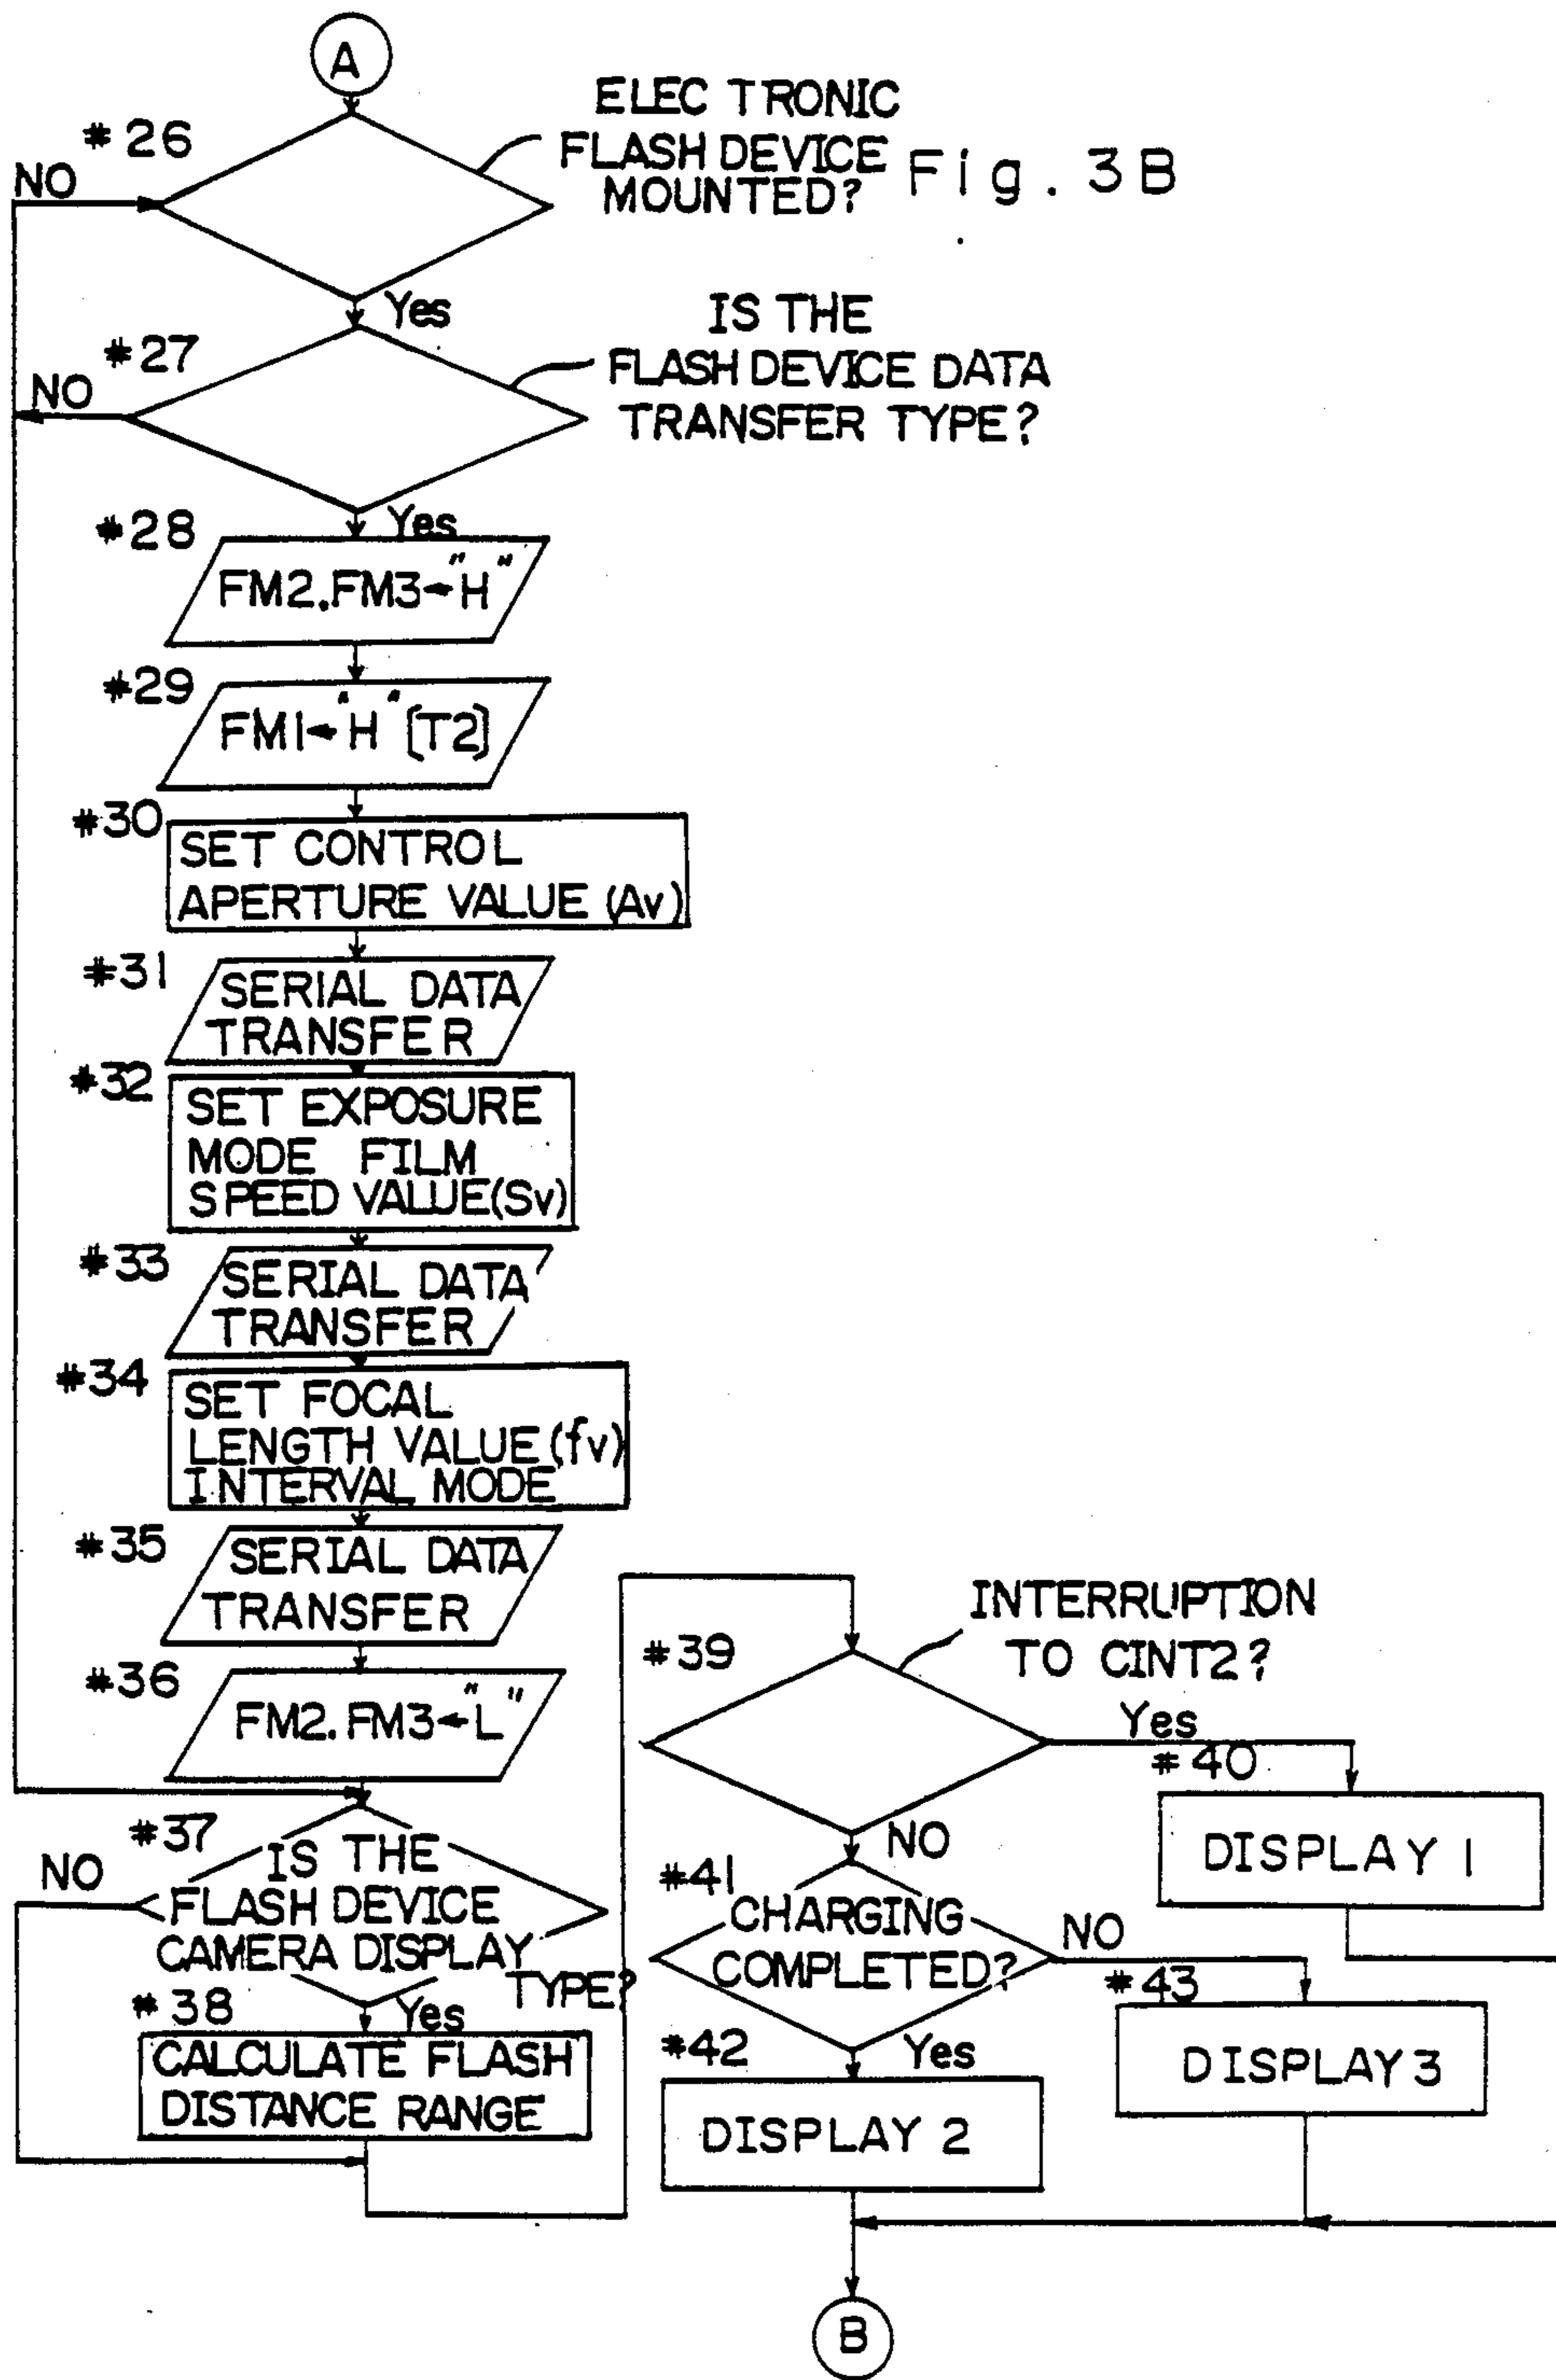 A
ELEC TRONIC
FLASH DEVICE
MOUNTED?
Fig. 3B
#26
NO
Yes
IS THE
FLASH DEVICE DATA
TRANSFER TYPE?
#27
NO
Yes
#28
FM2.FM3←"H"
#29
FM1←"H"[T2]
#30
SET CONTROL
APERTURE VALUE (Av)
#31
SERIAL DATA
TRANSFER
#32
SET EXPOSURE
MODE FILM
SPEED VALUE(Sv)
#33
SERIAL DATA
TRANSFER
#34
SET FOCAL
LENGTH VALUE(fv)
INTERVAL MODE
#35
SERIAL DATA
TRANSFER
#36
FM2.FM3←"L"
#37
NO
IS THE
FLASH DEVICE
CAMERA DISPLAY
TYPE?
Yes
#38
CALCULATE FLASH
DISTANCE RANGE
INTERRUPTION
TO CINT2?
#39
Yes
#40
DISPLAY 1
NO
#41
CHARGING
COMPLETED?
NO
#43
DISPLAY3
#42
Yes
DISPLAY 2
B